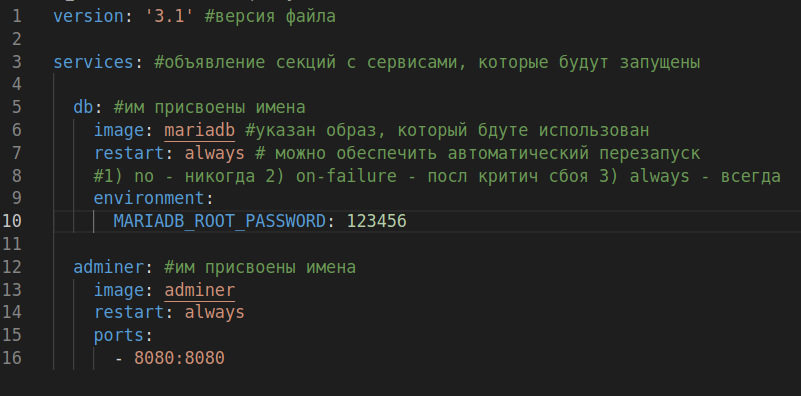 1 version: '3.1' #версия файла
2
3 services: #объявление секций с сервисами, которые будут запущены
4
5 db: #им присвоены имена
6 image: mariadb #указан образ, который бдуте использован
7 restart: always # можно обеспечить автоматический перезапуск
8 #1) no - никогда 2) on-failure - посл критич сбоя 3) always - всегда
9 environment:
10 MARIADB_ROOT_PASSWORD: 123456
11
12 adminer: #им присвоены имена
13 image: adminer
14 restart: always
15 ports:
16 - 8080:8080